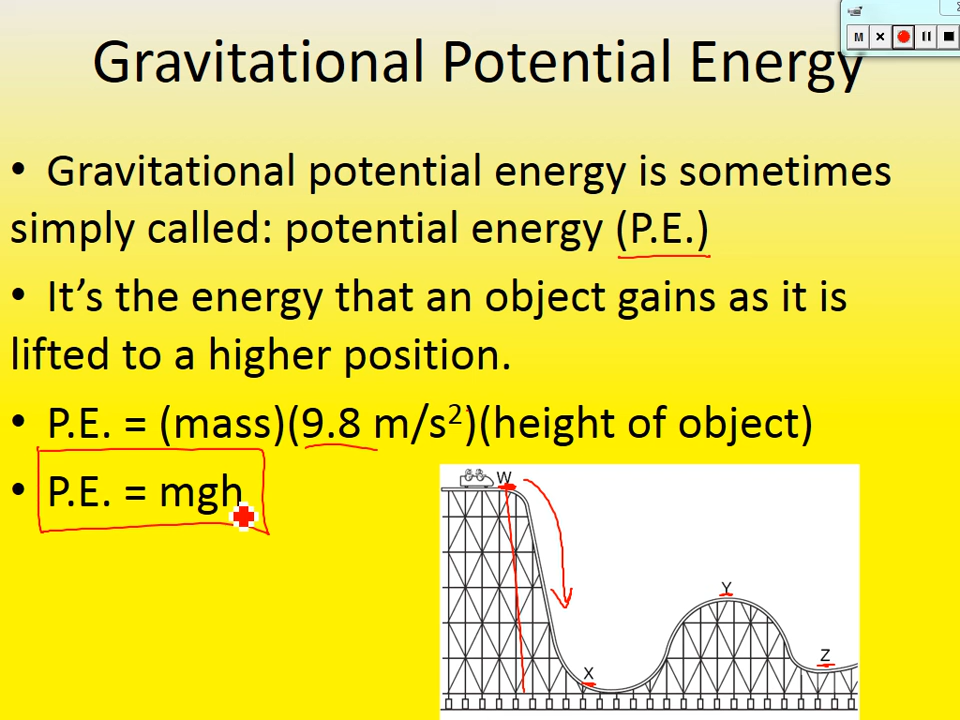 Gravitational Potential Energy
M
• Gravitational potential energy is sometimes
simply called: potential energy (P.E.)
• It's the energy that an object gains as it is
lifted to a higher position.
• P.E. = (mass)(9.8 m/s²)(height of object)
• P.E. = mgh
W
Y
Z
X